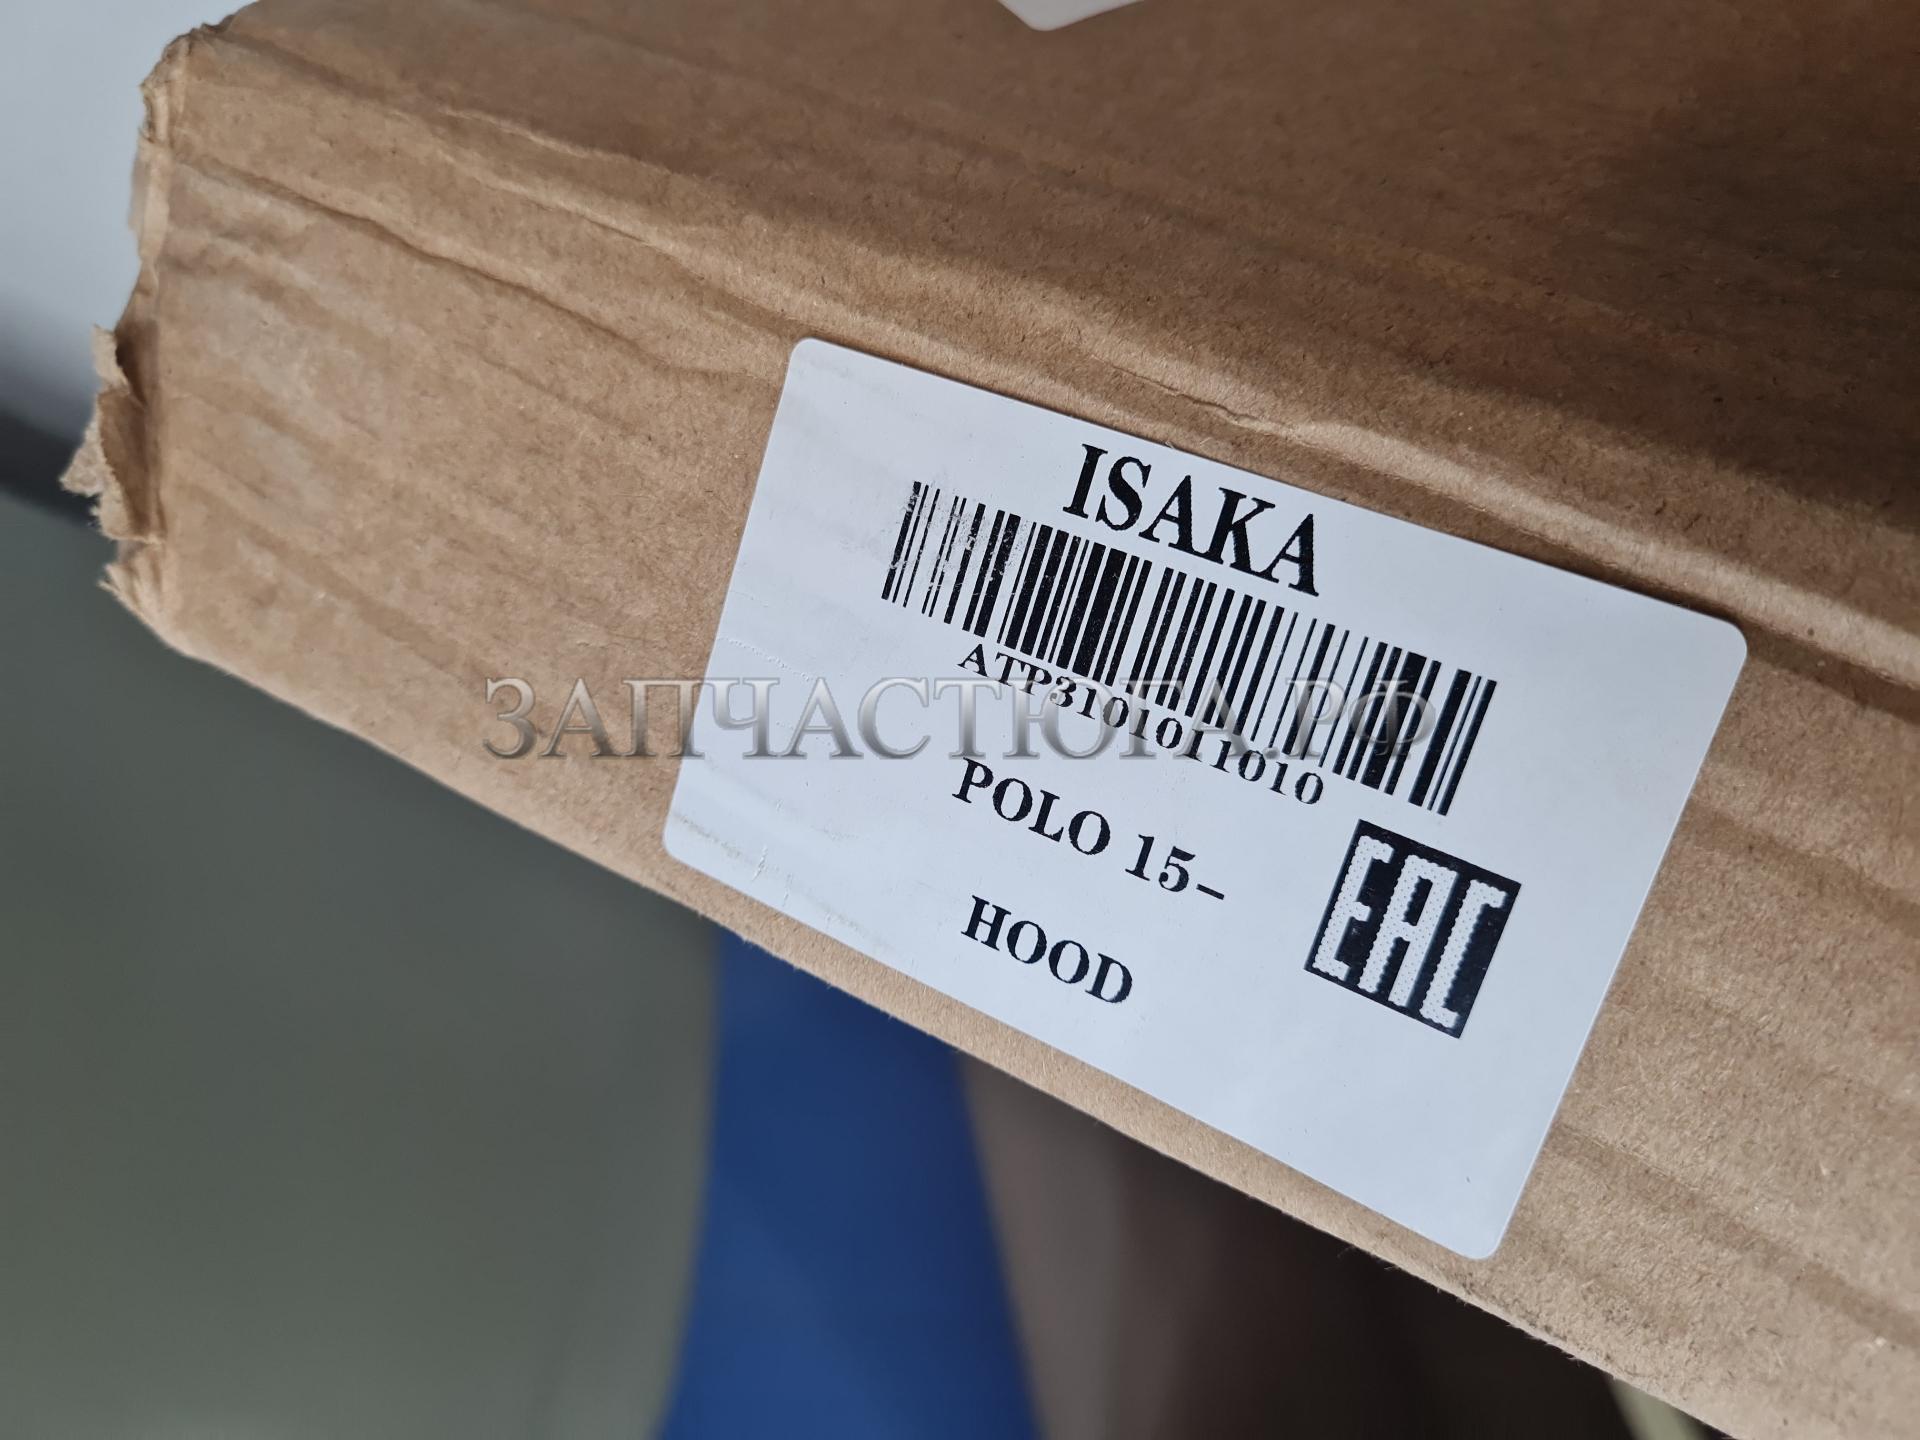 ISAKA
ATP3101011010
ЗАПЧАСТЮГА.РФ
POLO 15-
HOOD
EAC